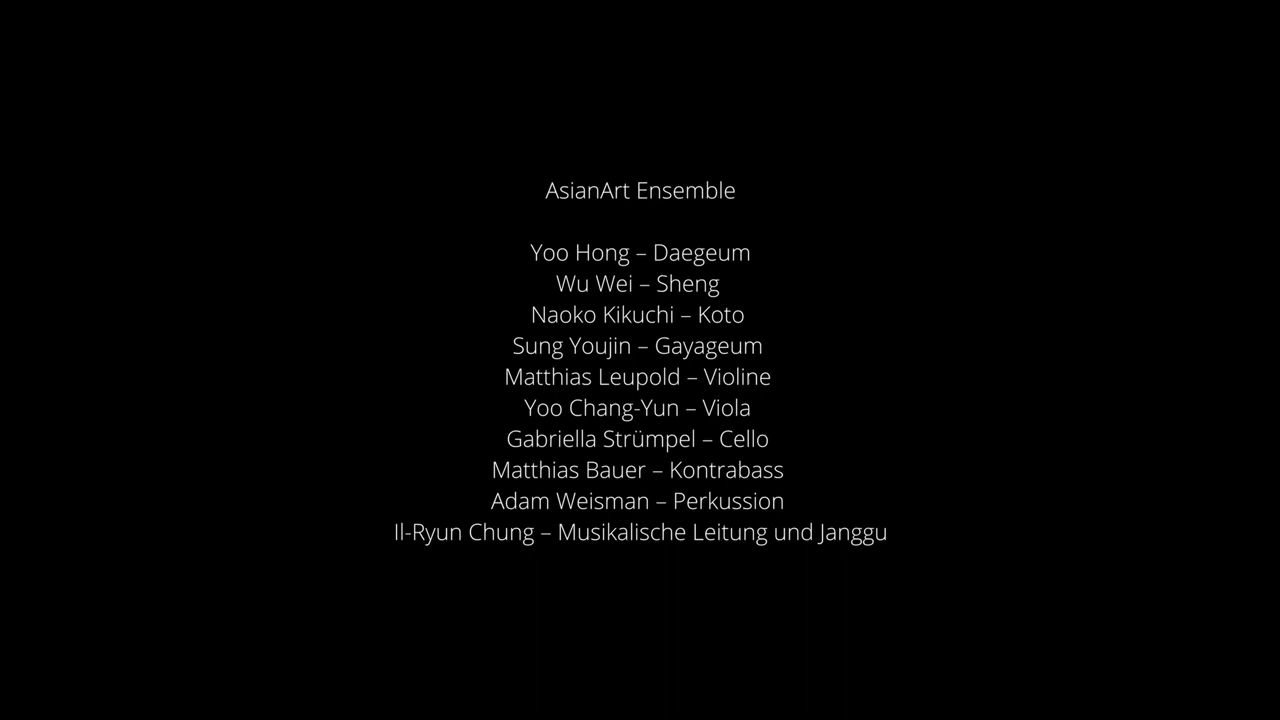 AsianArt Ensemble
Yoo Hong – Daegeum
Wu Wei – Sheng
Naoko Kikuchi – Koto
Sung Youjin – Gayageum
Matthias Leupold – Violine
Yoo Chang-Yun – Viola
Gabriella Strümpel – Cello
Matthias Bauer – Kontrabass
Adam Weisman – Perkussion
Il-Ryun Chung – Musikalische Leitung und Janggu